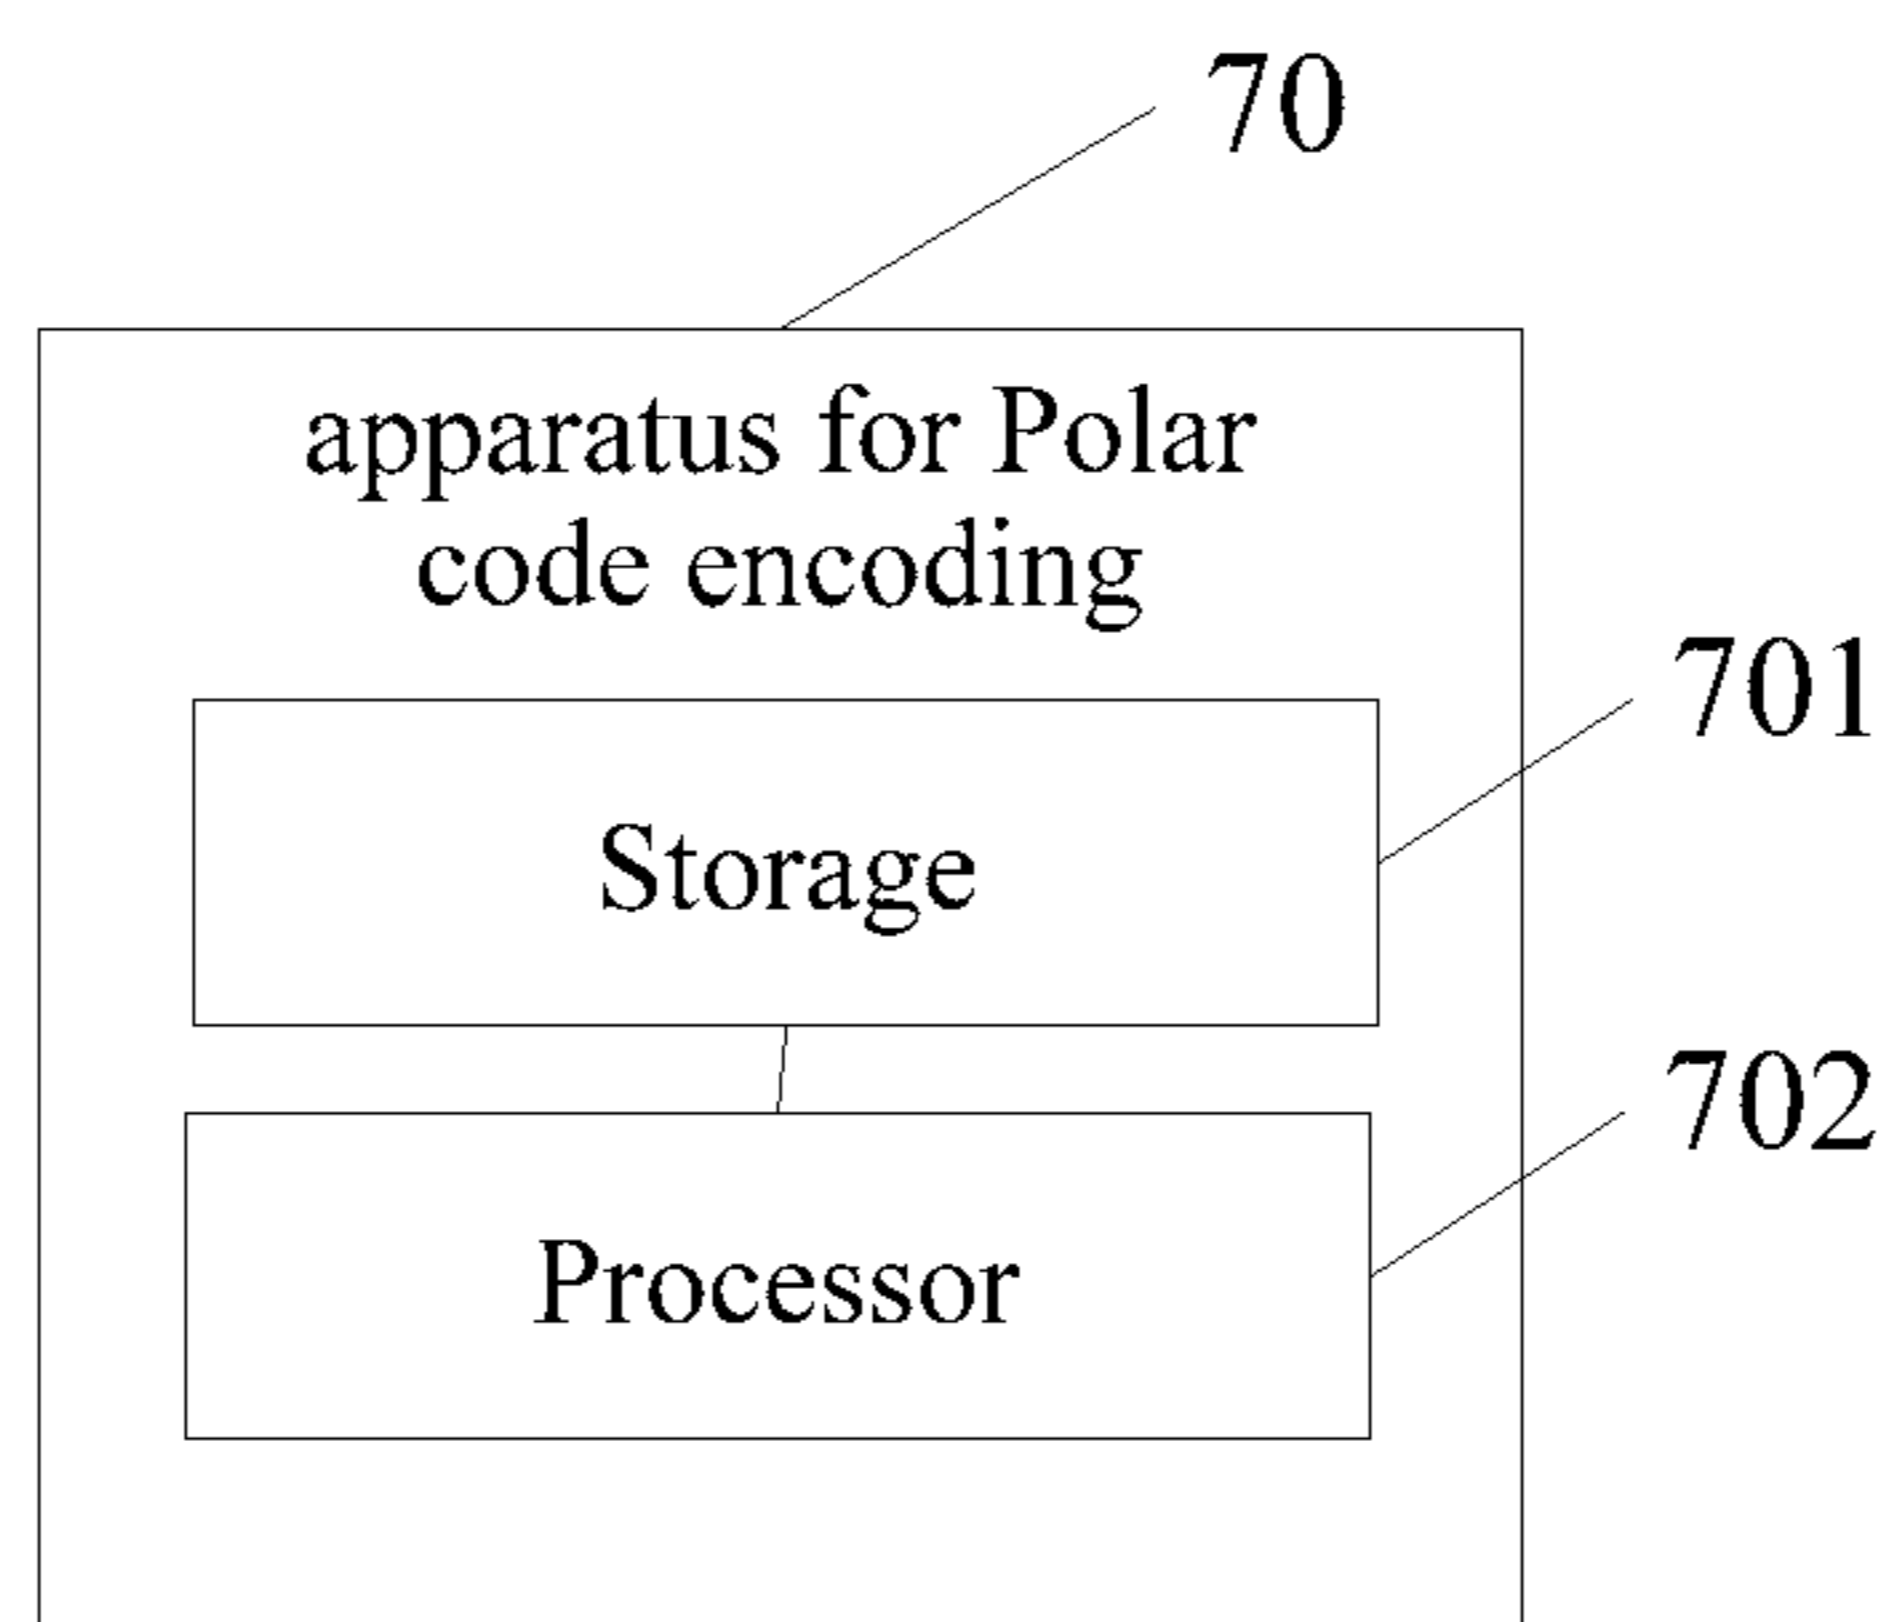 70
apparatus for Polar
code encoding
701
Storage
702
Processor